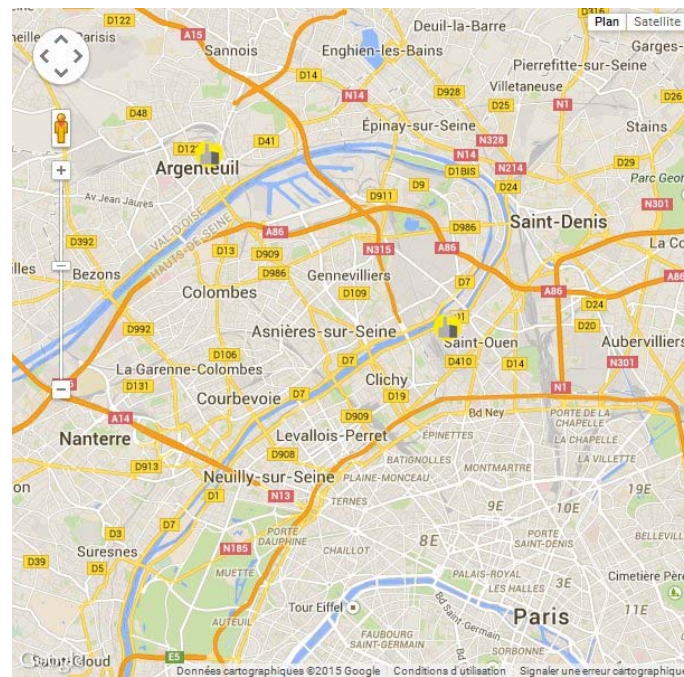 D122
A15
D301
Deuil-la-Barre
D316
Plan
Satellite
Sannois
Enghien-les-Bains
Garges-
Pierrefitte-sur-Seine
D14
N14
D928
Villetaneuse
D25
N1
D26
D48
D41
Épinay-sur-Seine
N328
Stains
N14
N214
D29
Argenteuil
D1BIS
D24
Parc Geor
Av Jean Jaures
D911
D9
N301
VAL-D'OISE
HAUTS-DE-SEINE
A86
D986
Saint-Denis
D392
D13
D909
N315
A86
La Co
Bezons
D986
Gennevilliers
D7
A86
Colombes
D109
A86
D24
D992
Asnières-sur-Seine
Saint-Ouen
D20
Aubervilliers
D106
D7
D410
D14
N301
La Garenne-Colombes
D131
Clichy
Courbevoie
D7
D19
N1
A14
D909
Bd Ney
PORTE DE LA CHAPELLE
Nanterre
Levallois-Perret
ÉPINETTES
LA CHAPELLE
D913
D908
BATIGNOLLES
MONTMARTRE
LA VILLETTE
Neuilly-sur-Seine
PLAINE-MONCEAU
D1
N13
TERNES
9E
10E
D7
PORTE DAUPHINE
8E
PORTE SAINT-DENIS
D3
Suresnes
N185
CHAILLOT
D39
D5
MUETTE
PALAIS-ROYAL
LES HALLES
3E
Cimetière Père
Tour Eiffel
Bd Saint-Germain
Paris
AUTEUIL
FAUBOURG SAINT-GERMAIN
SORBONNE
Saint-Cloud
Google
E5
Données cartographiques ©2015 Google
Conditions d'utilisation
Signaler une erreur cartographique